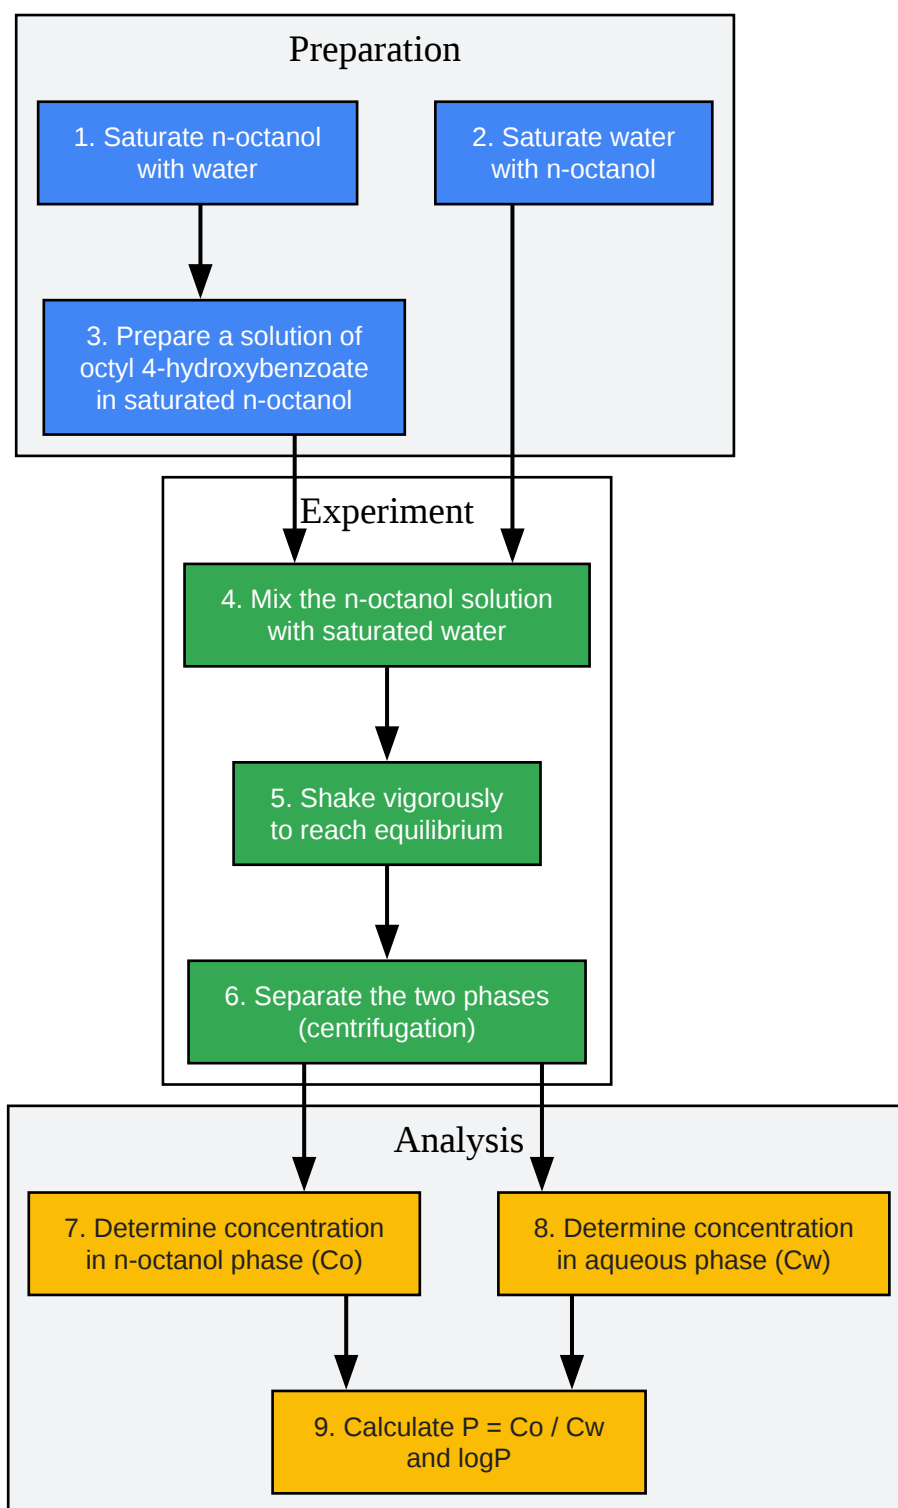 Preparation
1. Saturate n-octanol
with water
2. Saturate water
with n-octanol
3. Prepare a solution of
octyl 4-hydroxybenzoate
in saturated n-octanol
Experiment
4. Mix the n-octanol solution
with saturated water
5. Shake vigorously
to reach equilibrium
6. Separate the two phases
(centrifugation)
Analysis
7. Determine concentration
in n-octanol phase (Co)
8. Determine concentration
in aqueous phase (Cw)
9. Calculate P = Co / Cw
and logP